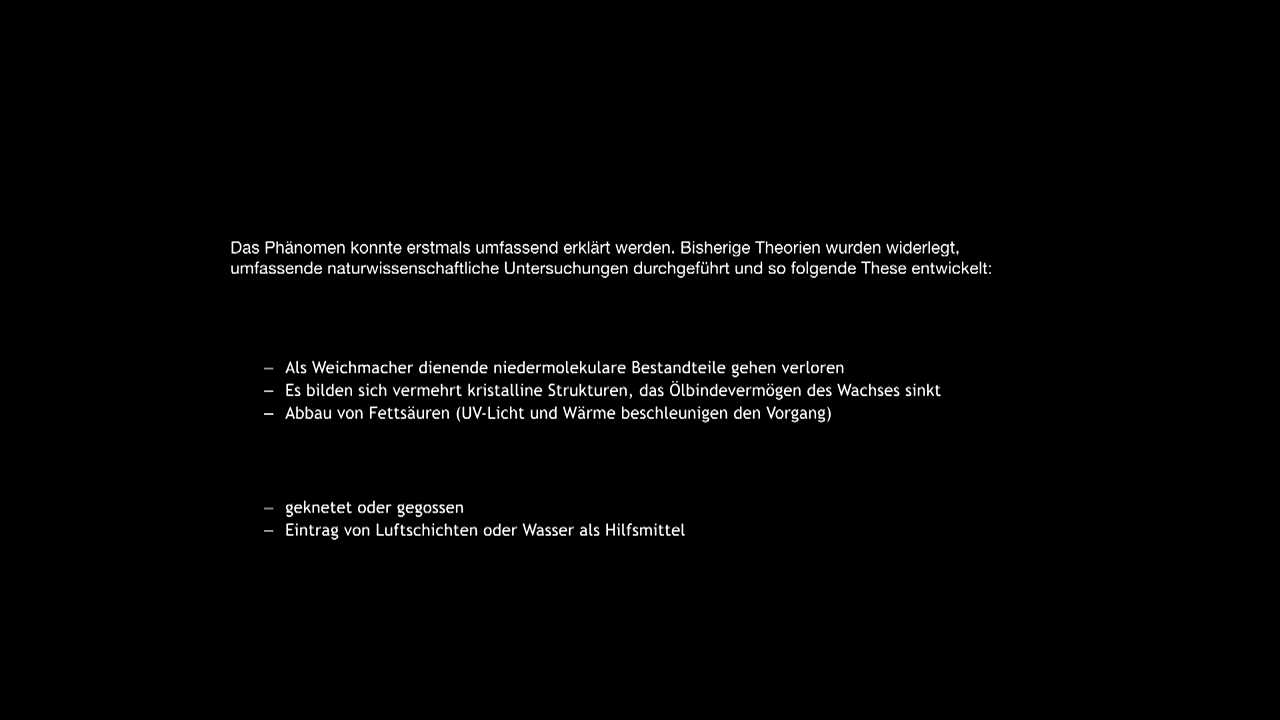 Das Phänomen konnte erstmals umfassend erklärt werden. Bisherige Theorien wurden widerlegt,
umfassende naturwissenschaftliche Untersuchungen durchgeführt und so folgende These entwickelt:
– Als Weichmacher dienende niedermolekulare Bestandteile gehen verloren
– Es bilden sich vermehrt kristalline Strukturen, das Ölbindevermögen des Wachses sinkt
– Abbau von Fettsäuren (UV-Licht und Wärme beschleunigen den Vorgang)
– geknetet oder gegossen
– Eintrag von Luftschichten oder Wasser als Hilfsmittel